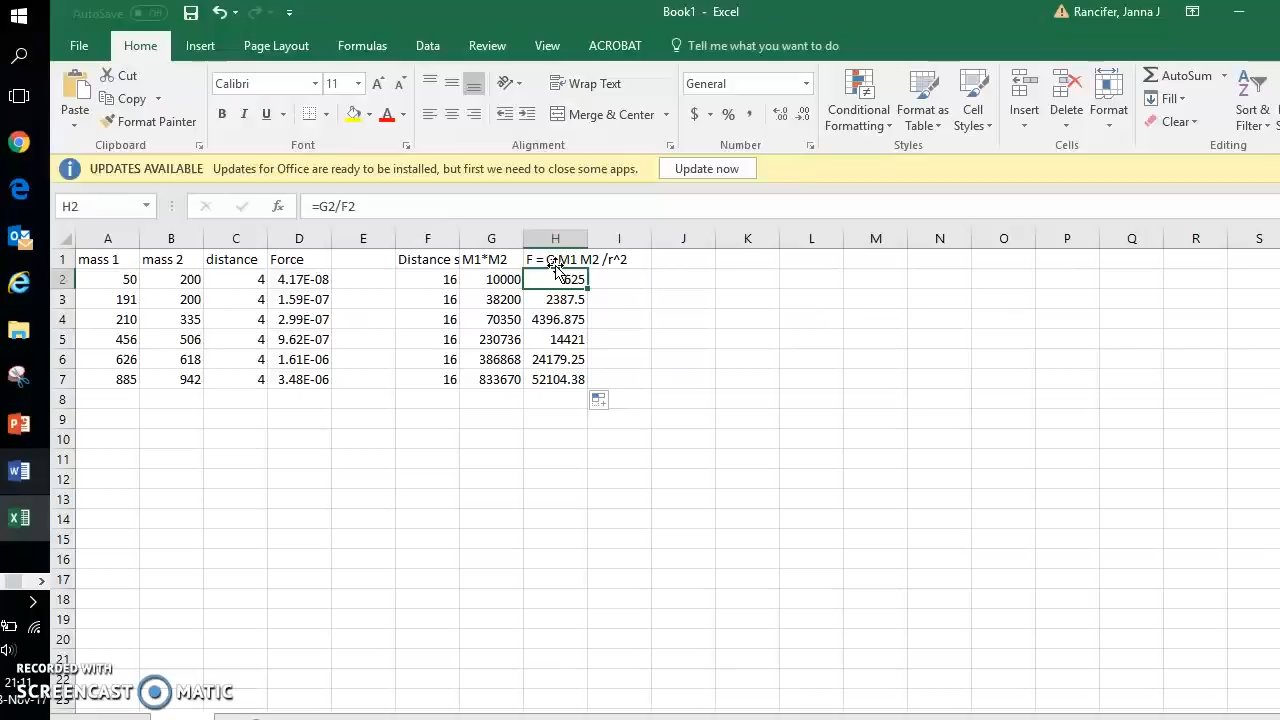 AutoSave Off
Book1 - Excel
Rancifer, Janna J
File Home Insert Page Layout Formulas Data Review View ACROBAT Tell me what you want to do
Paste
Cut
Copy
Format Painter
Clipboard
Calibri 11
B I U
Font
Wrap Text
Merge & Center
Alignment
General
$ %
Number
Conditional Formatting
Format as Table
Cell Styles
Styles
Insert Delete Format
Cells
AutoSum
Fill
Clear
Sort & Filter
Editing
UPDATES AVAILABLE Updates for Office are ready to be installed, but first we need to close some apps. Update now
H2 fx =G2/F2
A B C D E F G H I J K L M N O P Q R S
1 mass 1 mass 2 distance Force Distance s M1*M2 F = G M1 M2 /r^2
2 50 200 4 4.17E-08 16 10000 625
3 191 200 4 1.59E-07 16 38200 2387.5
4 210 335 4 2.99E-07 16 70350 4396.875
5 456 506 4 9.62E-07 16 230736 14421
6 626 618 4 1.61E-06 16 386868 24179.25
7 885 942 4 3.48E-06 16 833670 52104.38
8
9
10
11
12
13
14
15
16
17
18
19
20
21
22
RECORDED WITH
SCREENCAST MATIC
21:11